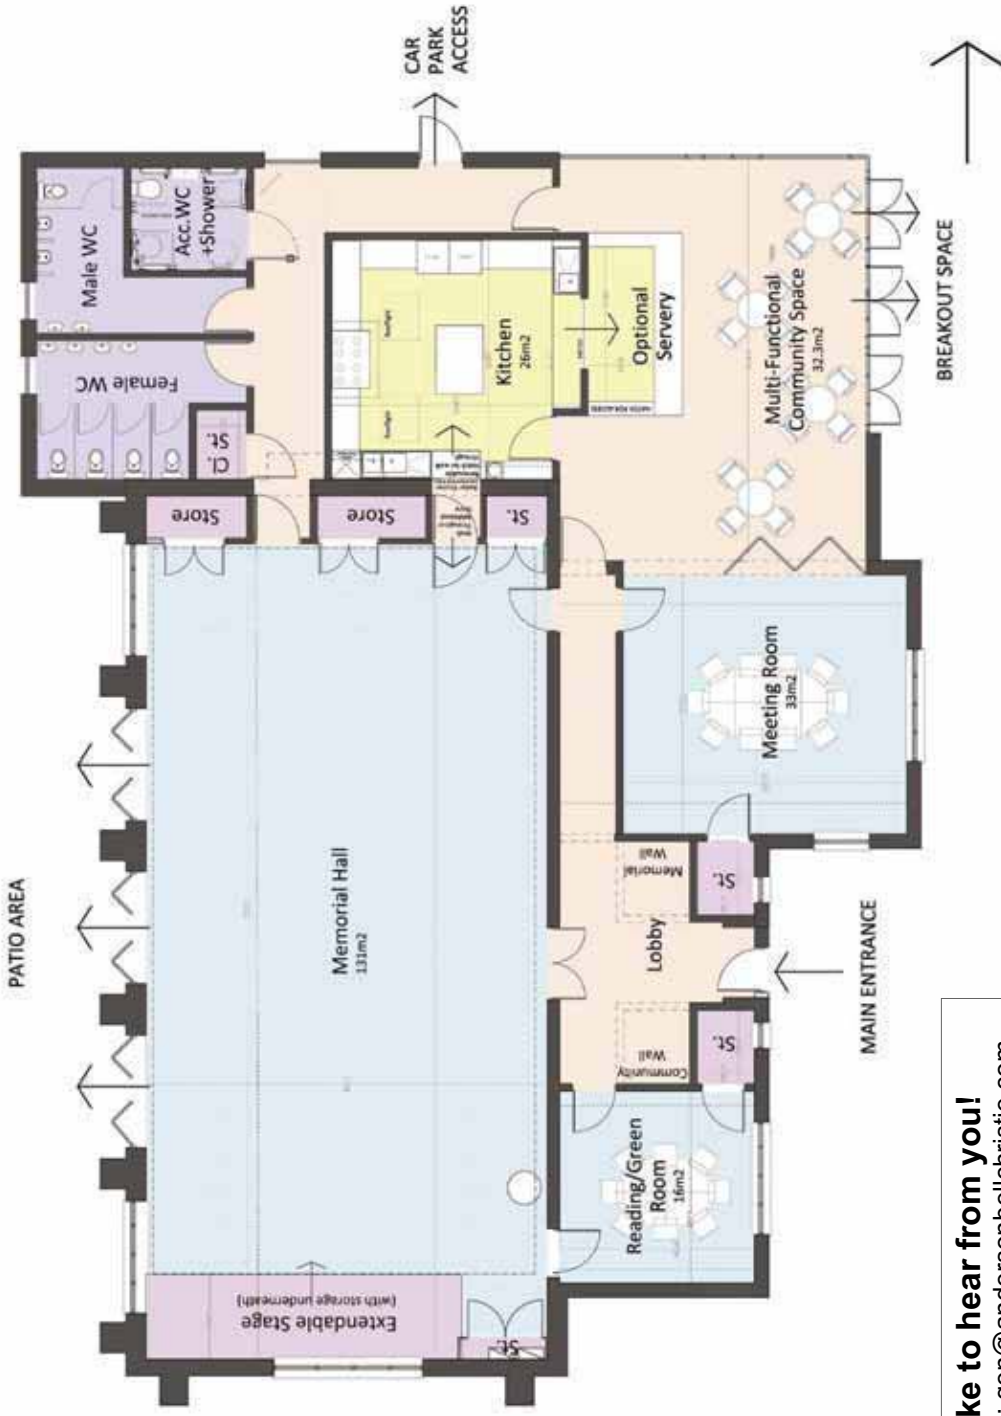 PATIO AREA
CAR
PARK
ACCESS
Male WC
Acc.WC
+Shower
Female WC
Cl.
St.
Store
Store
St.
Kitchen
26m2
Optional
Servery
Multi-Functional
Community Space
32.3m2
BREAKOUT SPACE
Memorial Hall
131m2
Meeting Room
33m2
Memorial
Wall
St.
Lobby
Community
Wall
St.
MAIN ENTRANCE
Reading/Green
Room
16m2
Extendable Stage
(with storage underneath)
St.
ke to hear from you!